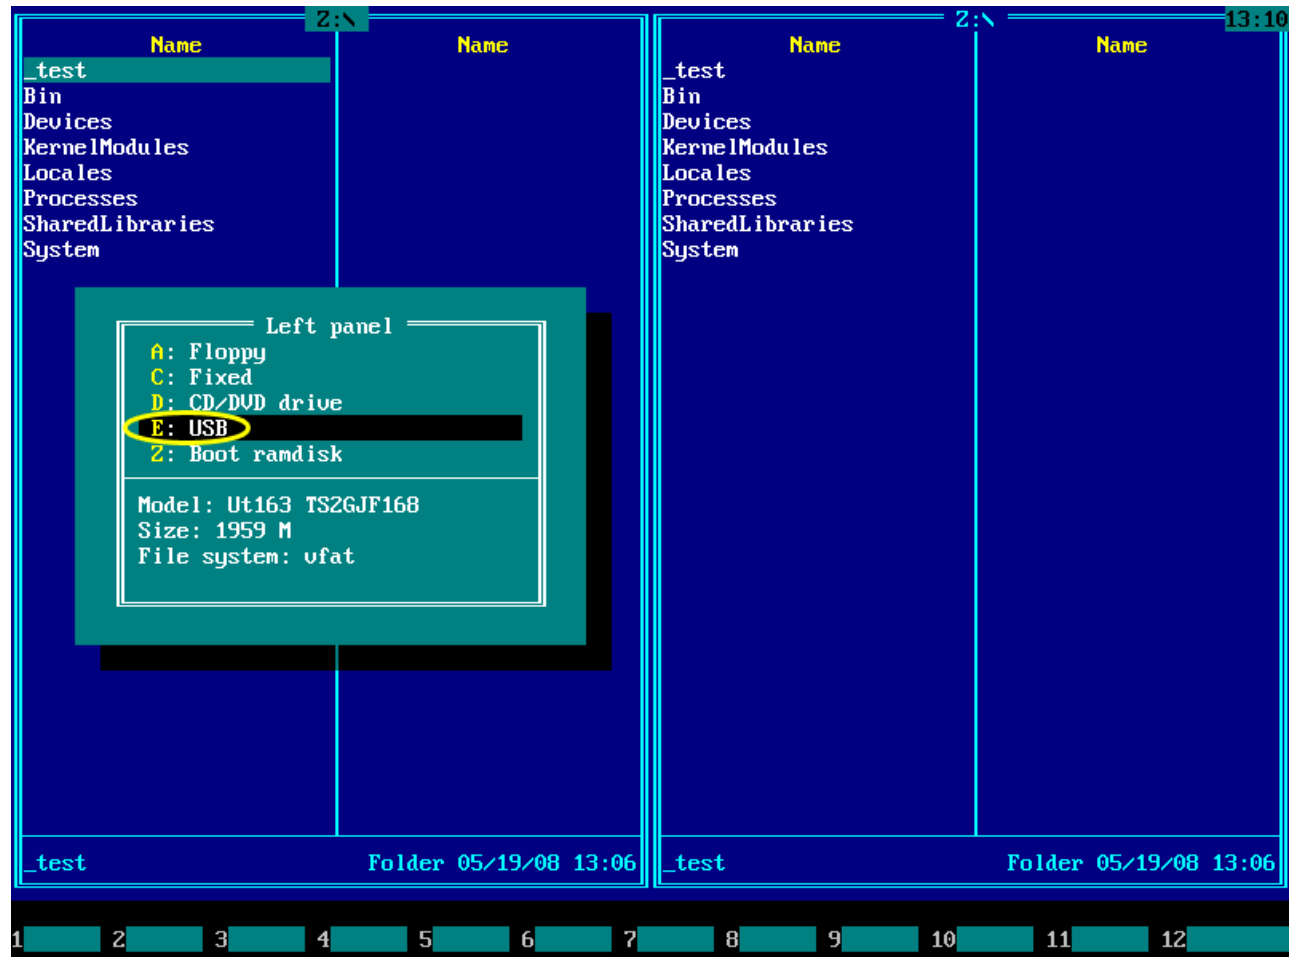 Z:\
Name Name
_test
Bin
Devices
KernelModules
Locales
Processes
SharedLibraries
System
Left panel
A: Floppy
C: Fixed
D: CD/DVD drive
E: USB
Z: Boot ramdisk
Model: Ut163 TS2GJF168
Size: 1959 M
File system: vfat
_test Folder 05/19/08 13:06
Z:\ 13:10
Name Name
_test
Bin
Devices
KernelModules
Locales
Processes
SharedLibraries
System
_test Folder 05/19/08 13:06
1 2 3 4 5 6 7 8 9 10 11 12